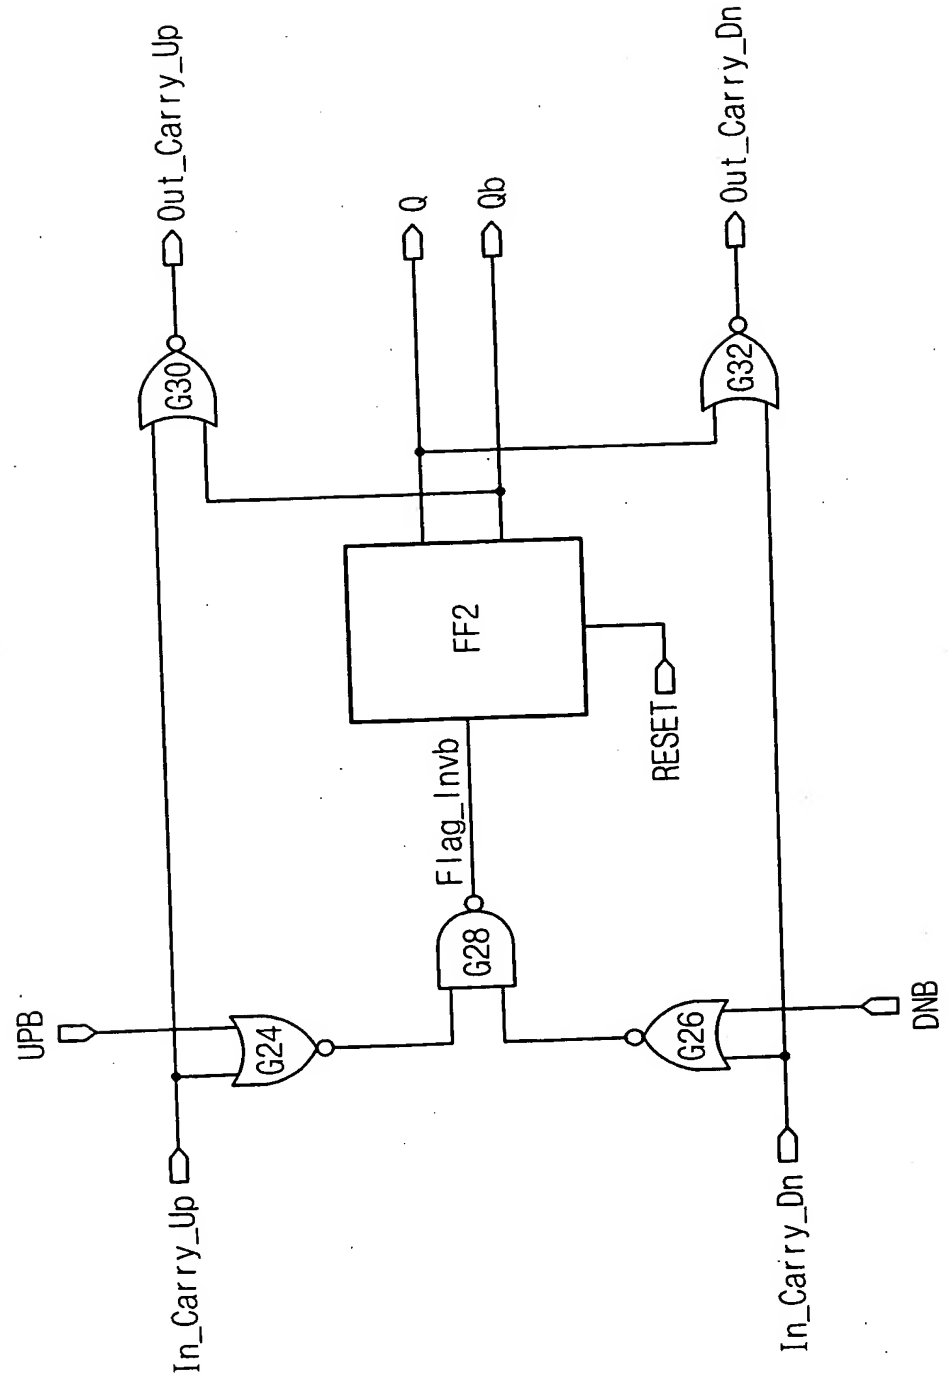 In_Carry_Up
UPB
G24
G30
Out_Carry_Up
G28
Flag_Invb
FF2
Q
Qb
RESET
In_Carry_Dn
DNB
G26
G32
Out_Carry_Dn